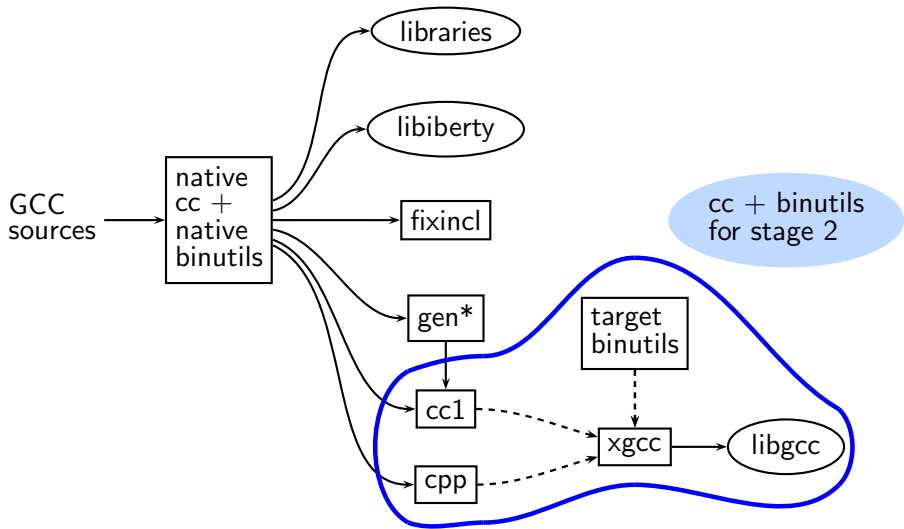 libraries
libiberty
GCC
sources
native
cc +
native
binutils
fixincl
cc + binutils
for stage 2
gen*
target
binutils
cc1
xgcc
libgcc
cpp